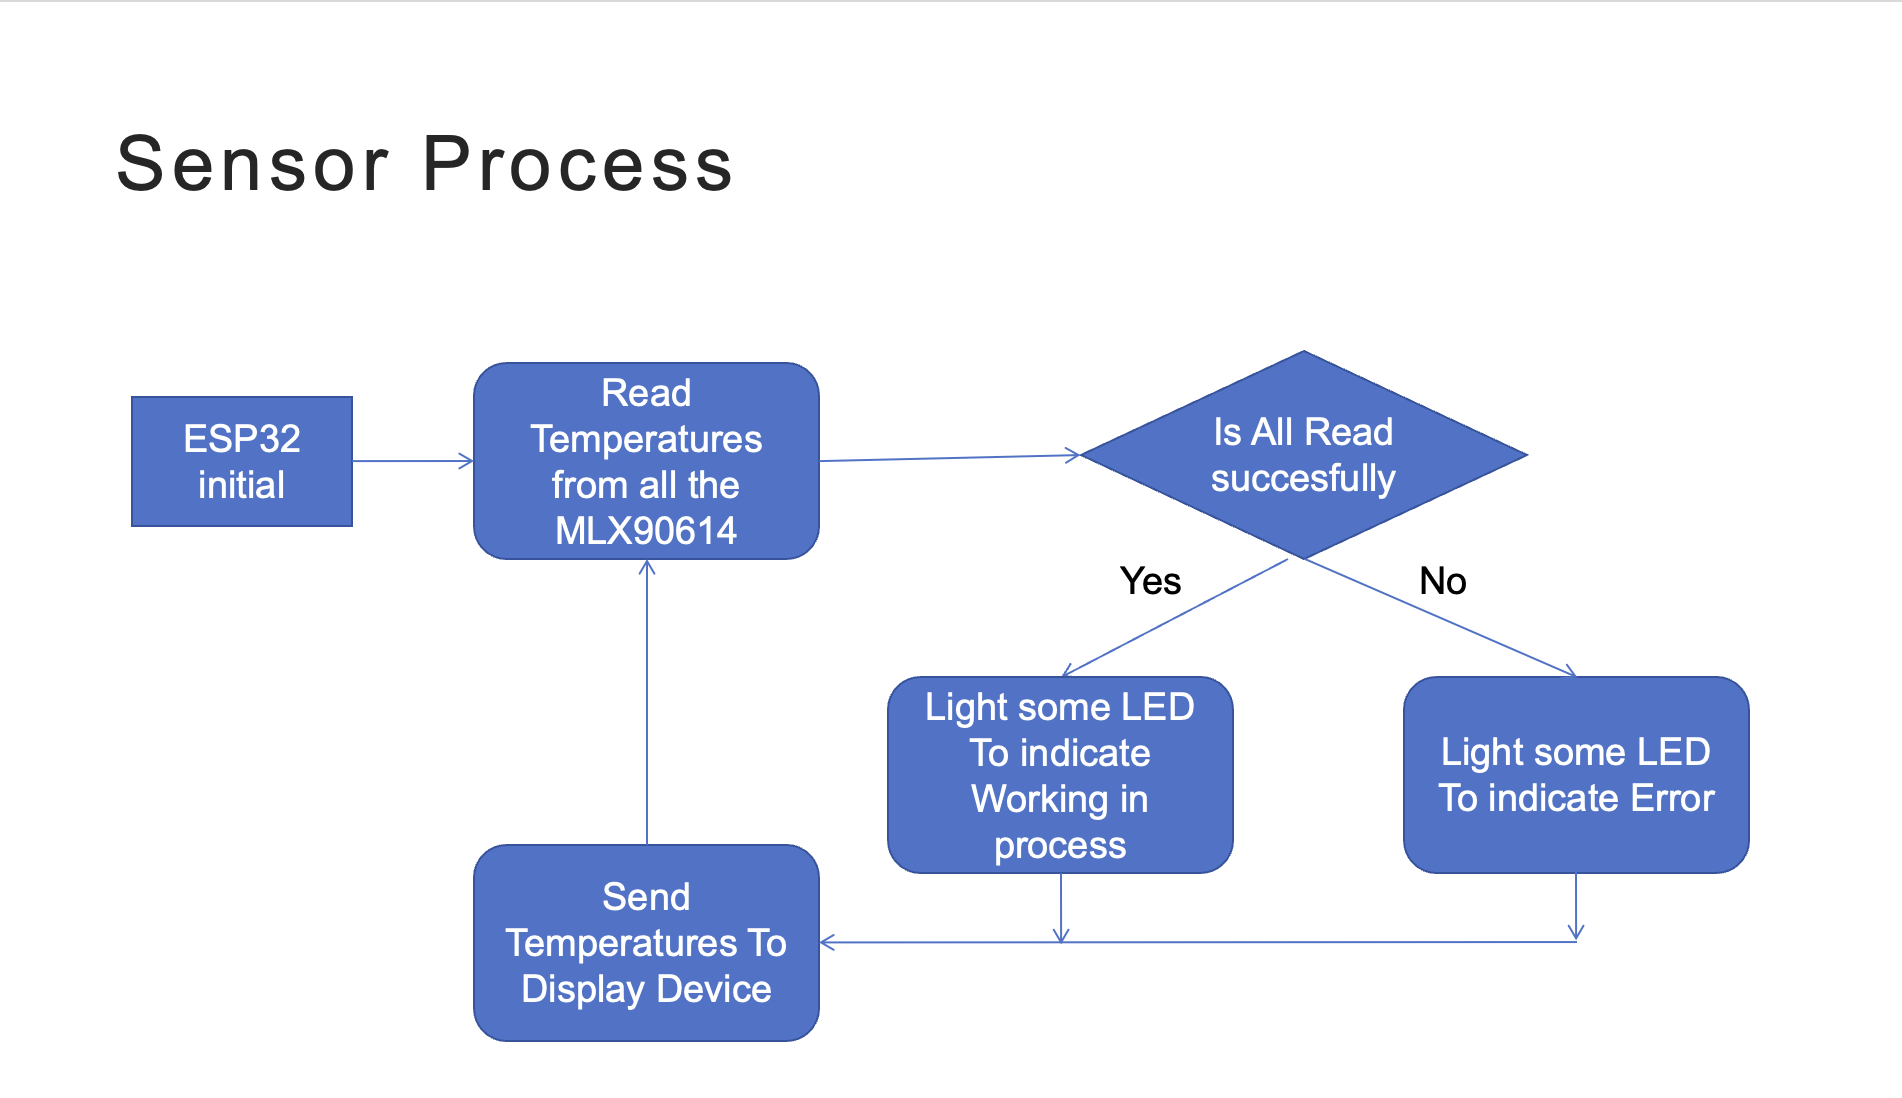 Sensor Process
ESP32
initial
Read
Temperatures
from all the
MLX90614
Is All Read
succesfully
Yes
No
Light some LED
To indicate
Working in
process
Light some LED
To indicate Error
Send
Temperatures To
Display Device